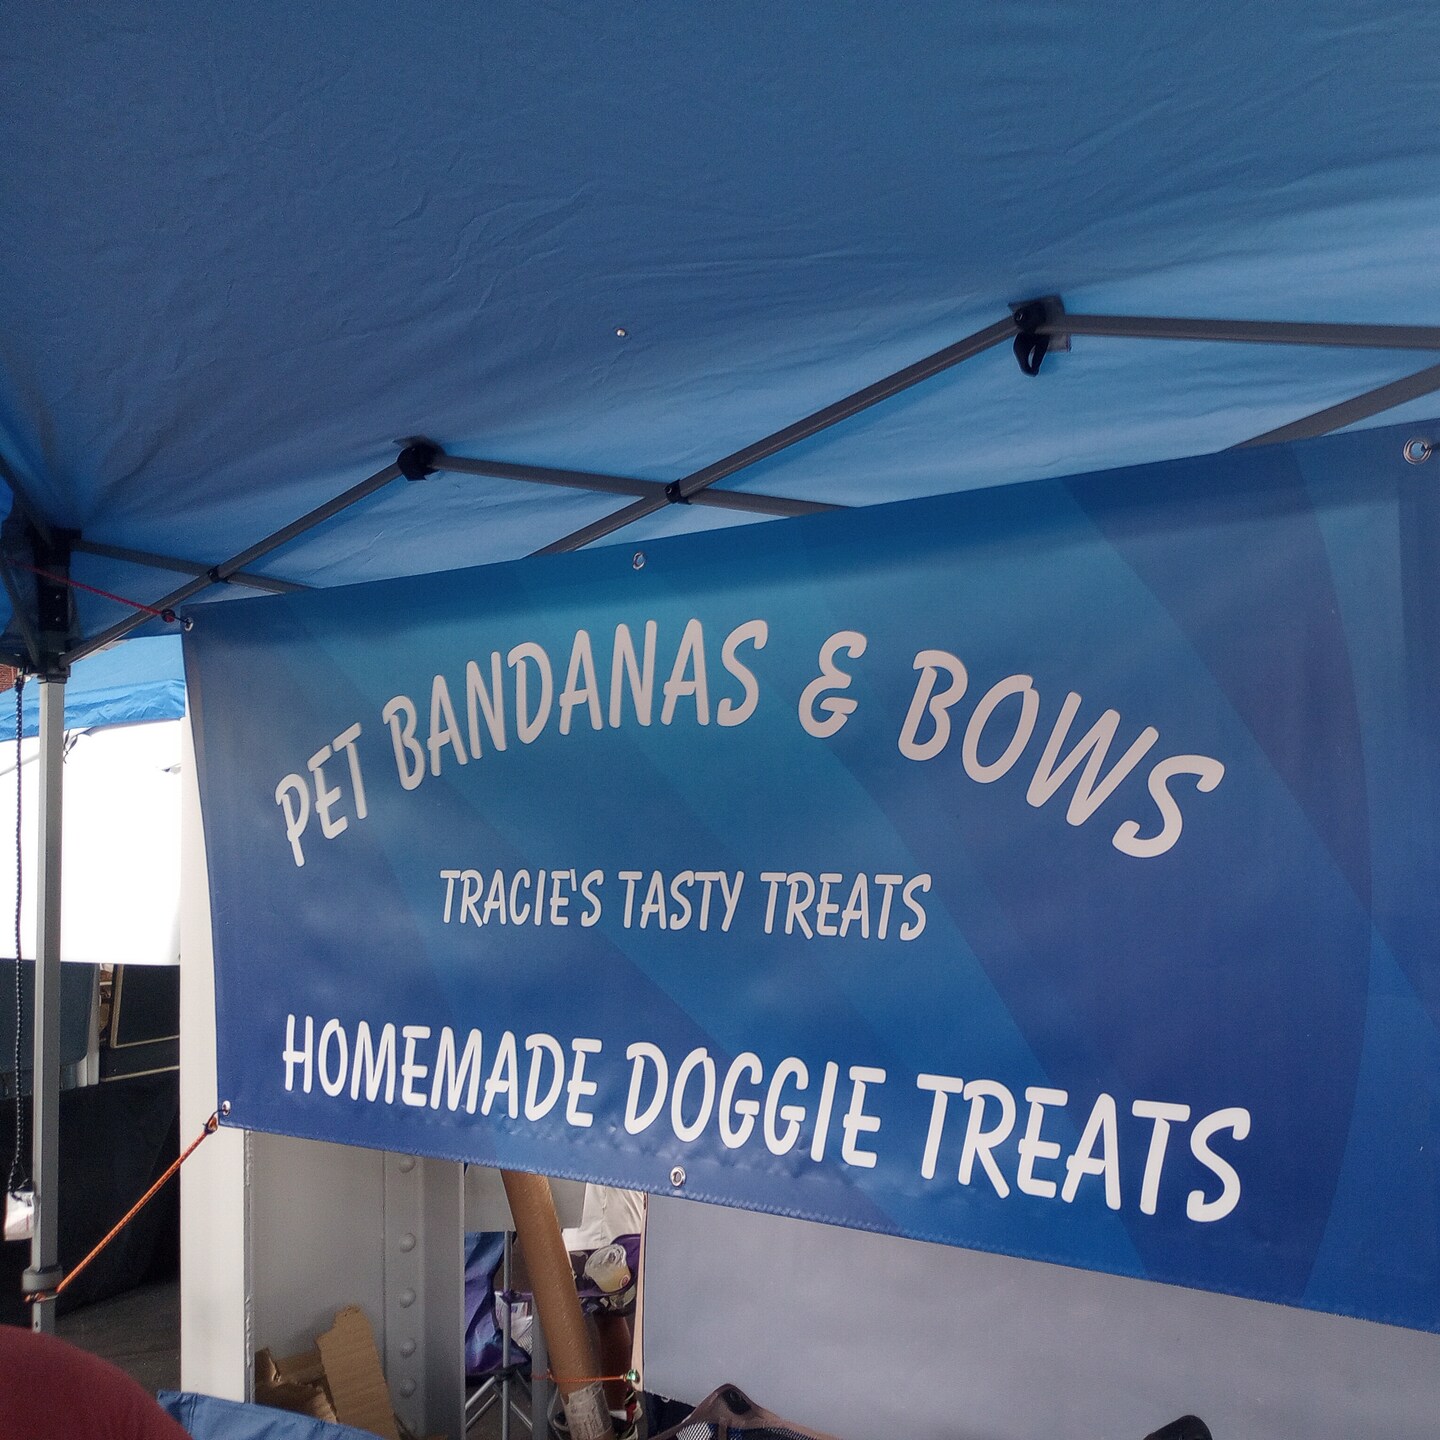 PET BANDANAS & BOWS
TRACIE'S TASTY TREATS
HOMEMADE DOGGIE TREATS